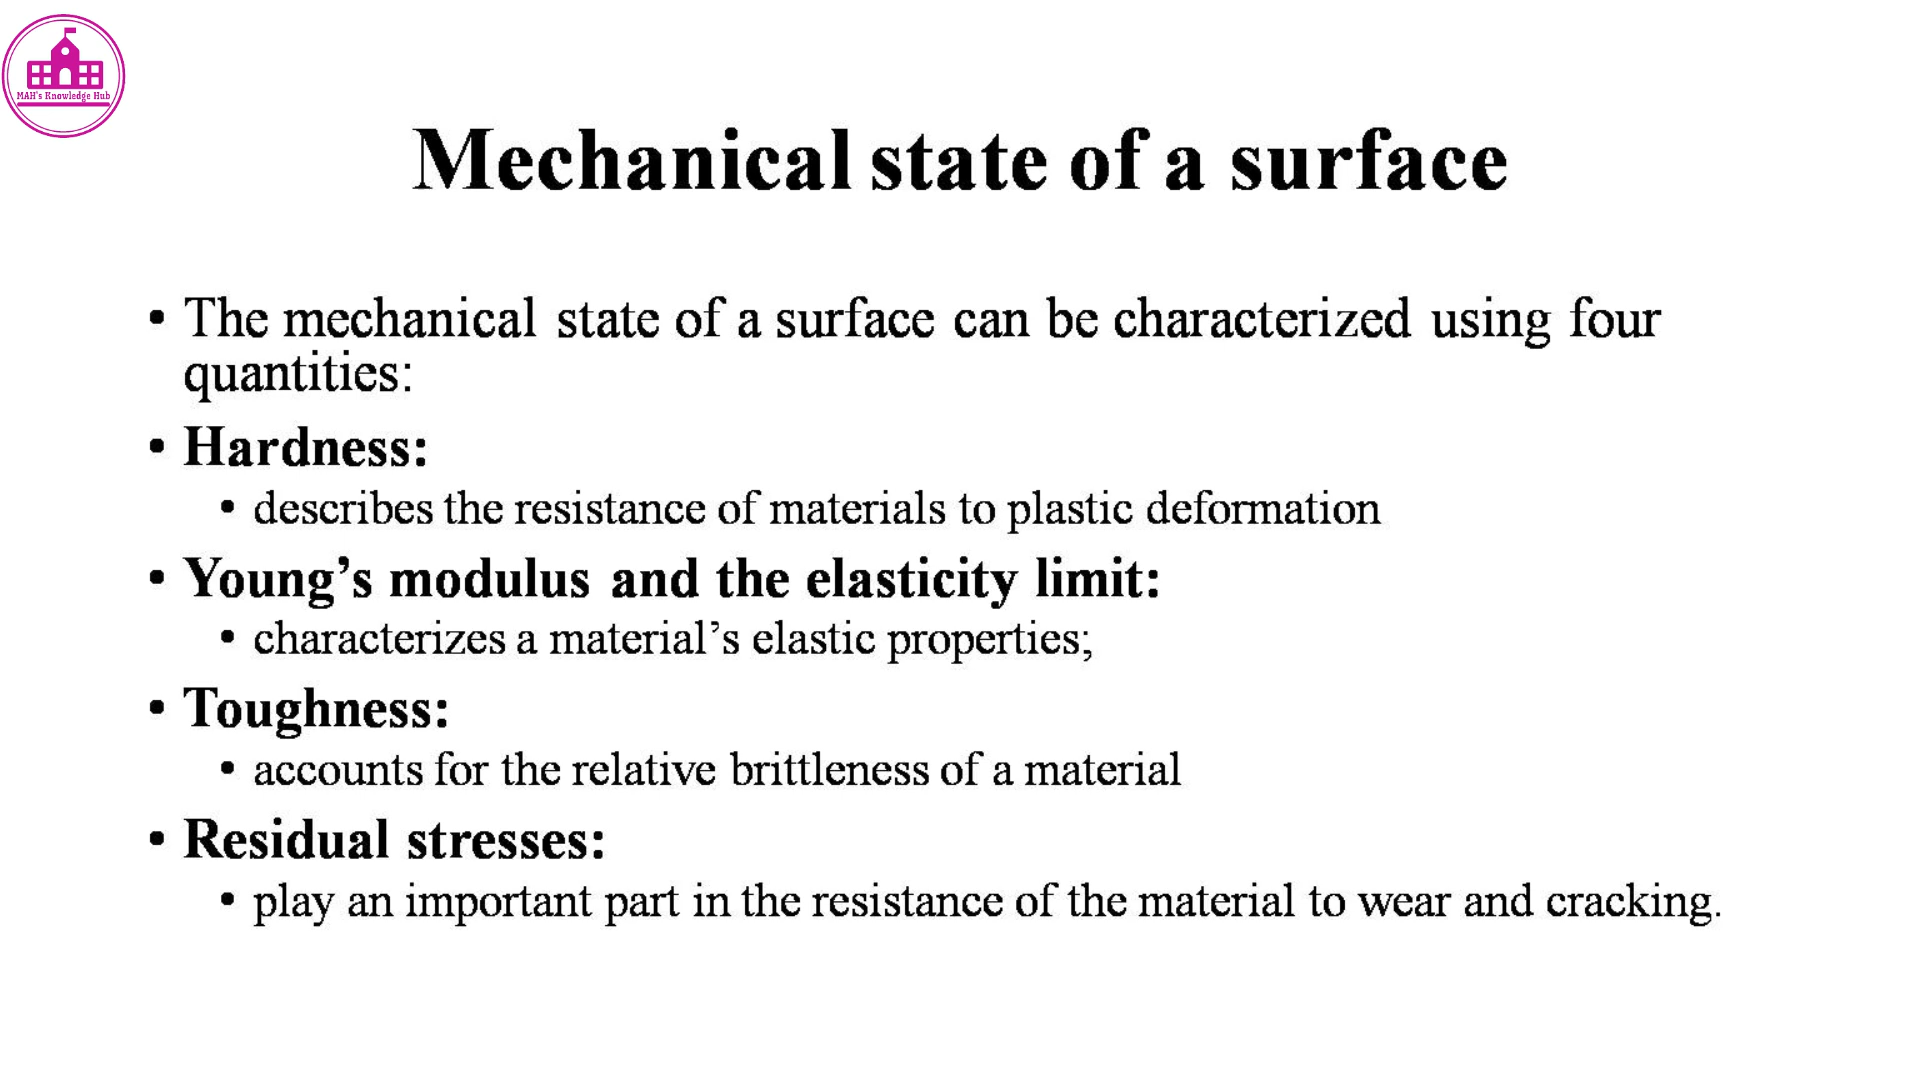 MAH's Knowledge Hub
Mechanical state of a surface
• The mechanical state of a surface can be characterized using four
quantities:
• Hardness:
• describes the resistance of materials to plastic deformation
• Young’s modulus and the elasticity limit:
• characterizes a material’s elastic properties;
• Toughness:
• accounts for the relative brittleness of a material
• Residual stresses:
• play an important part in the resistance of the material to wear and cracking.